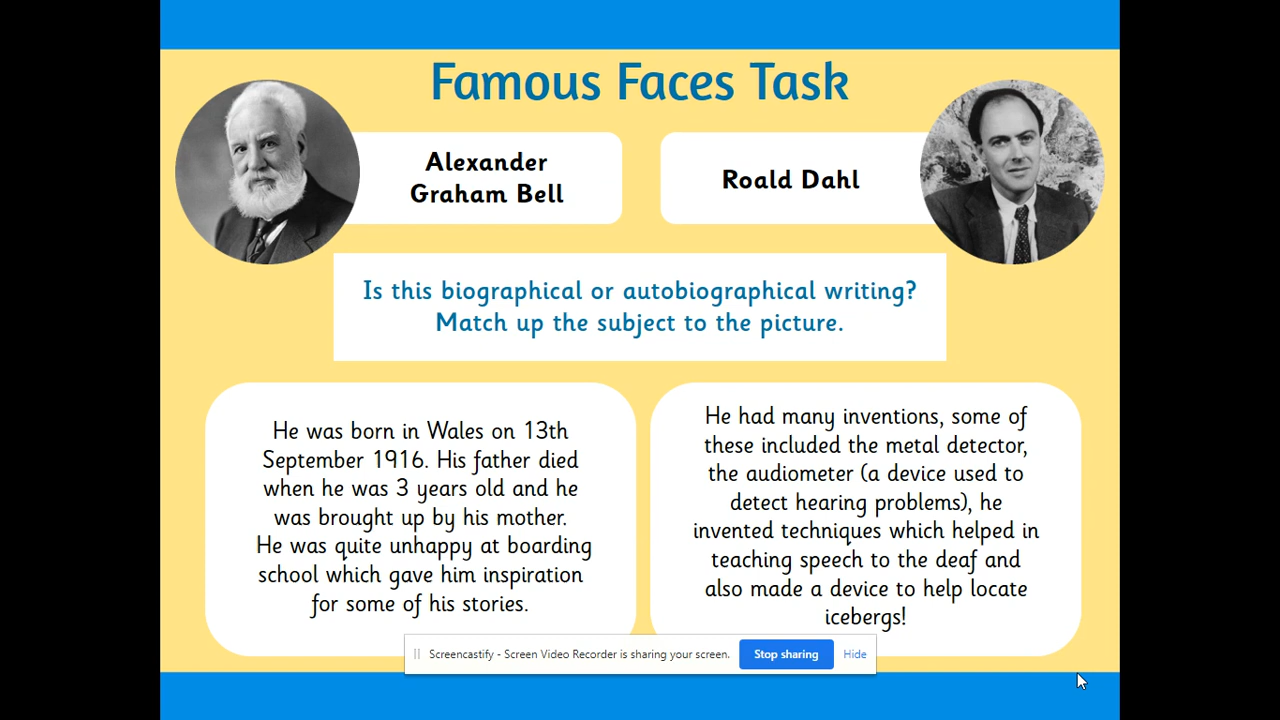 Famous Faces Task
Alexander
Graham Bell
Roald Dahl
Is this biographical or autobiographical writing?
Match up the subject to the picture.
He was born in Wales on 13th
September 1916. His father died
when he was 3 years old and he
was brought up by his mother.
He was quite unhappy at boarding
school which gave him inspiration
for some of his stories.
He had many inventions, some of
these included the metal detector,
the audiometer (a device used to
detect hearing problems), he
invented techniques which helped in
teaching speech to the deaf and
also made a device to help locate
icebergs!
Screencastify - Screen Video Recorder is sharing your screen.
Stop sharing
Hide